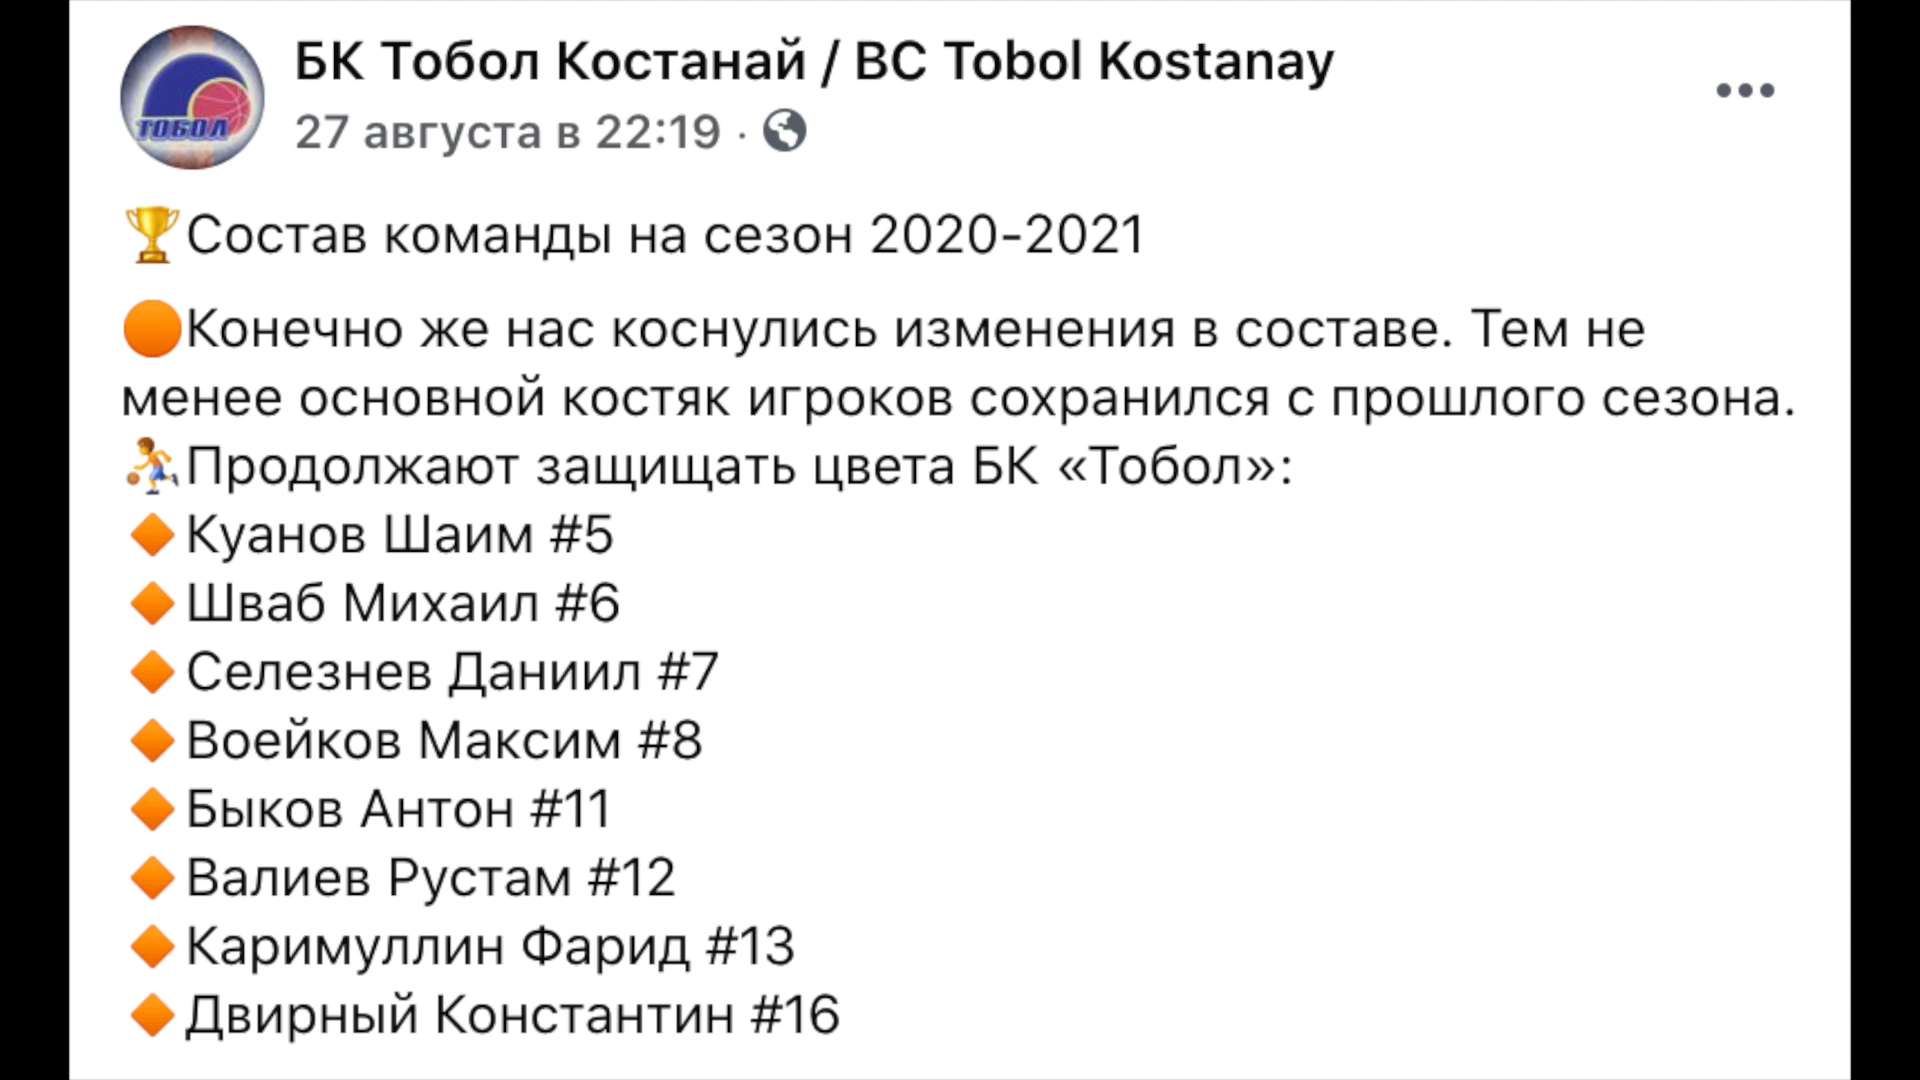 БК Тобол Костанай / BC Tobol Kostanay
27 августа в 22:19 ·
ТОБОЛ
🏆Состав команды на сезон 2020-2021
🟠Конечно же нас коснулись изменения в составе. Тем не
менее основной костяк игроков сохранился с прошлого сезона.
⛹Продолжают защищать цвета БК «Тобол»:
🔶Куанов Шаим #5
🔶Шваб Михаил #6
🔶Селезнев Даниил #7
🔶Воейков Максим #8
🔶Быков Антон #11
🔶Валиев Рустам #12
🔶Каримуллин Фарид #13
🔶Двирный Константин #16